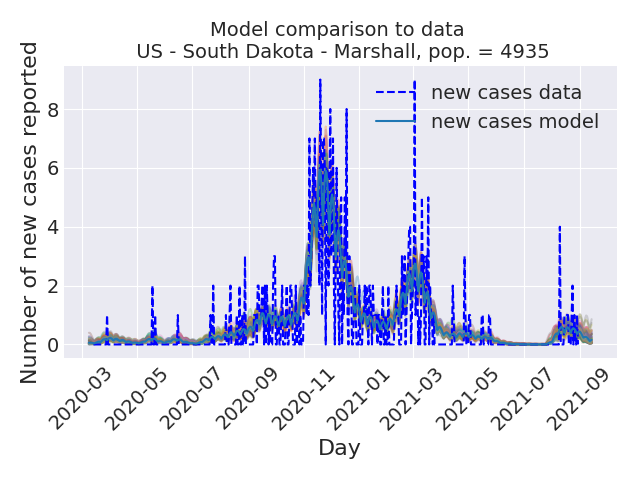 Model comparison to data
US - South Dakota - Marshall, pop. = 4935
Number of new cases reported
8
6
4
2
0
new cases data
new cases model
2020-03
2020-05
2020-07
2020-09
2020-11
2021-01
2021-03
2021-05
2021-07
2021-09
Day